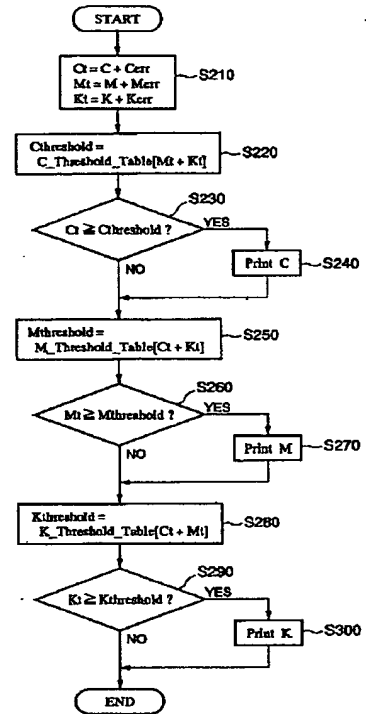 START
Ct = C + Cerr
Mt = M + Merr
Kt = K + Kerr
S210
Cthreshold =
C_Threshold_Table[Mt + Kt]
S220
S230
Ct ≧ Cthreshold ?
YES
NO
Print C
S240
Mthreshold =
M_Threshold_Table[Ct + Kt]
S250
S260
Mt ≧ Mthreshold ?
YES
NO
Print M
S270
Kthreshold =
K_Threshold_Table[Ct + Mt]
S280
S290
Kt ≧ Kthreshold ?
YES
NO
Print K
S300
END